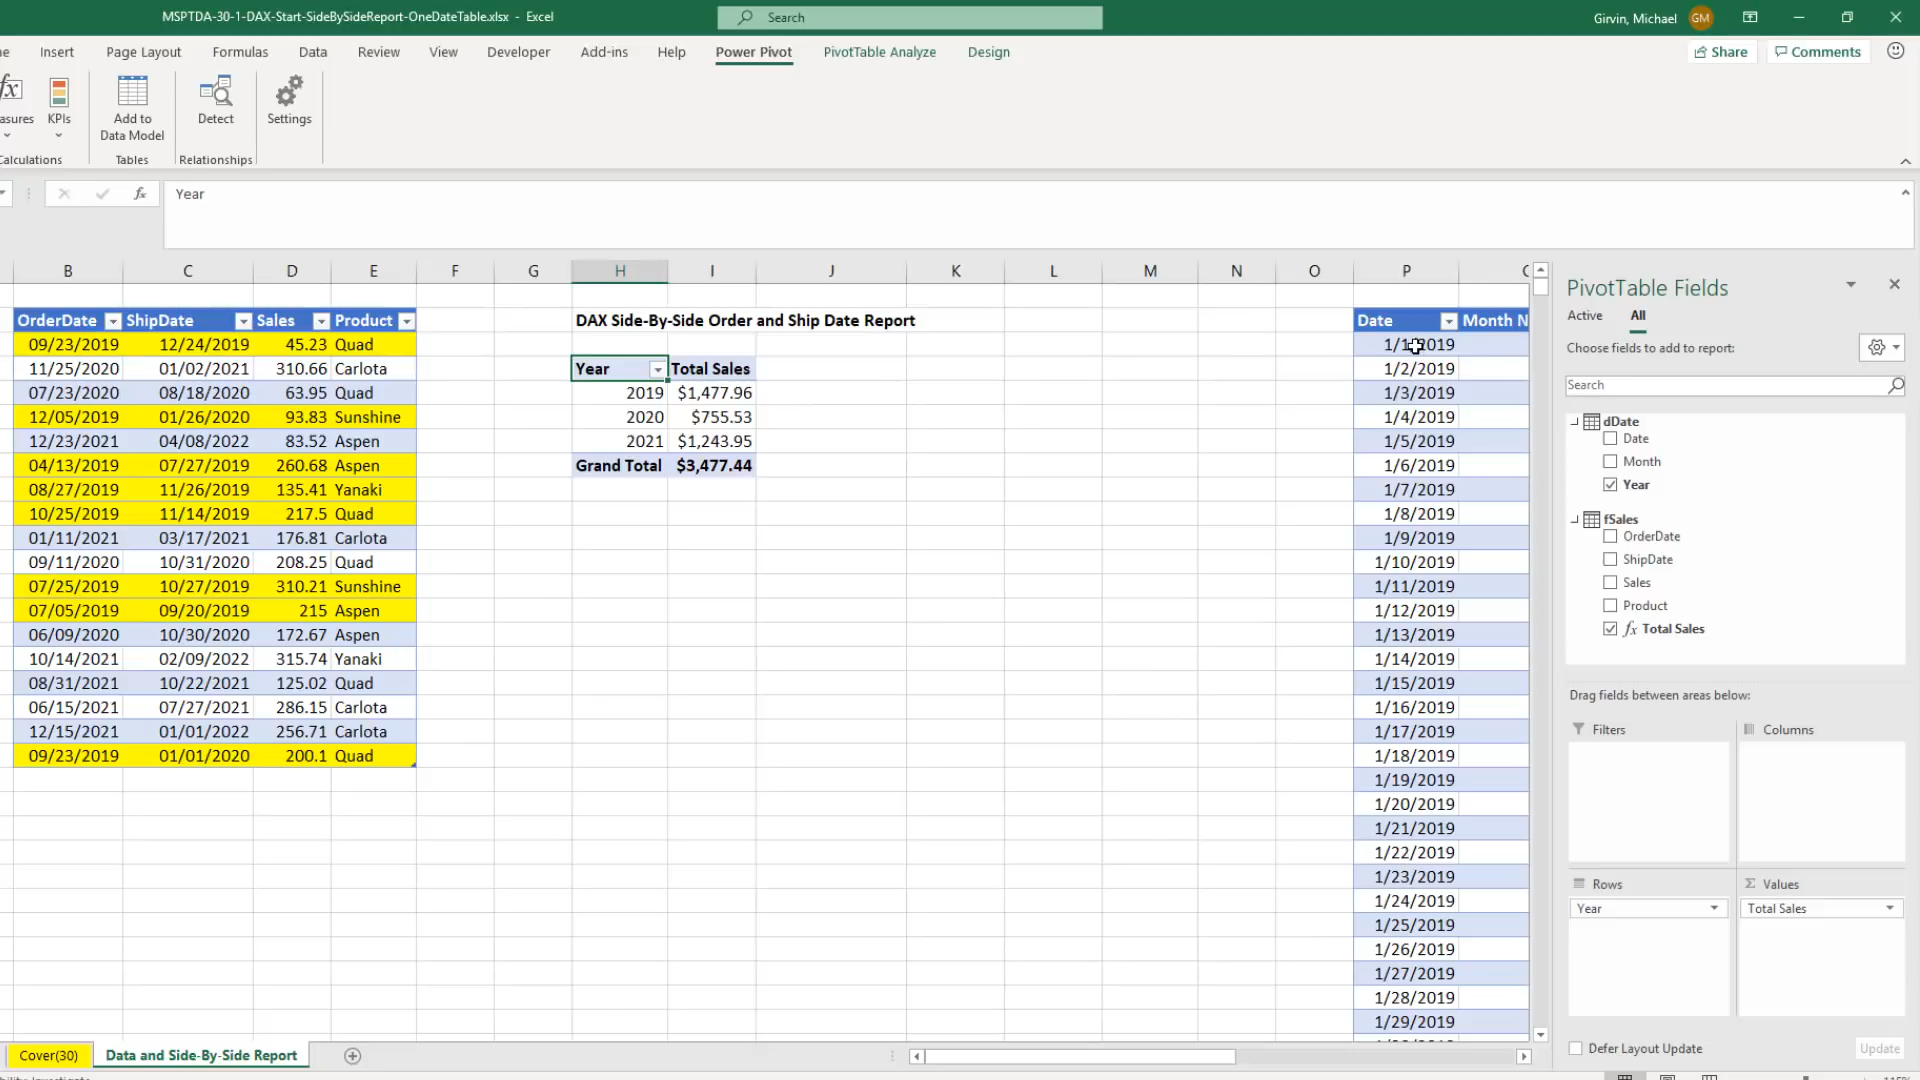 MSPTDA-30-1-DAX-Start-SideBySideReport-OneDateTable.xlsx - Excel
Search
Girvin, Michael
GM
Insert Page Layout Formulas Data Review View Developer Add-ins Help Power Pivot PivotTable Analyze Design
Share
Comments
KPIs
Add to Data Model
Detect
Settings
Tables
Relationships
fx
Year
B C D E F G H I J K L M N O P
OrderDate ShipDate Sales Product
09/23/2019 12/24/2019 45.23 Quad
11/25/2020 01/02/2021 310.66 Carlota
07/23/2020 08/18/2020 63.95 Quad
12/05/2019 01/26/2020 93.83 Sunshine
12/23/2021 04/08/2022 83.52 Aspen
04/13/2019 07/27/2019 260.68 Aspen
08/27/2019 11/26/2019 135.41 Yanaki
10/25/2019 11/14/2019 217.5 Quad
01/11/2021 03/17/2021 176.81 Carlota
09/11/2020 10/31/2020 208.25 Quad
07/25/2019 10/27/2019 310.21 Sunshine
07/05/2019 09/20/2019 215 Aspen
06/09/2020 10/30/2020 172.67 Aspen
10/14/2021 02/09/2022 315.74 Yanaki
08/31/2021 10/22/2021 125.02 Quad
06/15/2021 07/27/2021 286.15 Carlota
12/15/2021 01/01/2022 256.71 Carlota
09/23/2019 01/01/2020 200.1 Quad
DAX Side-By-Side Order and Ship Date Report
Year Total Sales
2019 $1,477.96
2020 $755.53
2021 $1,243.95
Grand Total $3,477.44
Date Month N
1/1/2019
1/2/2019
1/3/2019
1/4/2019
1/5/2019
1/6/2019
1/7/2019
1/8/2019
1/9/2019
1/10/2019
1/11/2019
1/12/2019
1/13/2019
1/14/2019
1/15/2019
1/16/2019
1/17/2019
1/18/2019
1/19/2019
1/20/2019
1/21/2019
1/22/2019
1/23/2019
1/24/2019
1/25/2019
1/26/2019
1/27/2019
1/28/2019
1/29/2019
PivotTable Fields
Active All
Choose fields to add to report:
Search
dDate
Date
Month
Year
fSales
OrderDate
ShipDate
Sales
Product
fx Total Sales
Drag fields between areas below:
Filters
Columns
Rows
Year
Σ Values
Total Sales
Defer Layout Update
Update
Cover(30)
Data and Side-By-Side Report